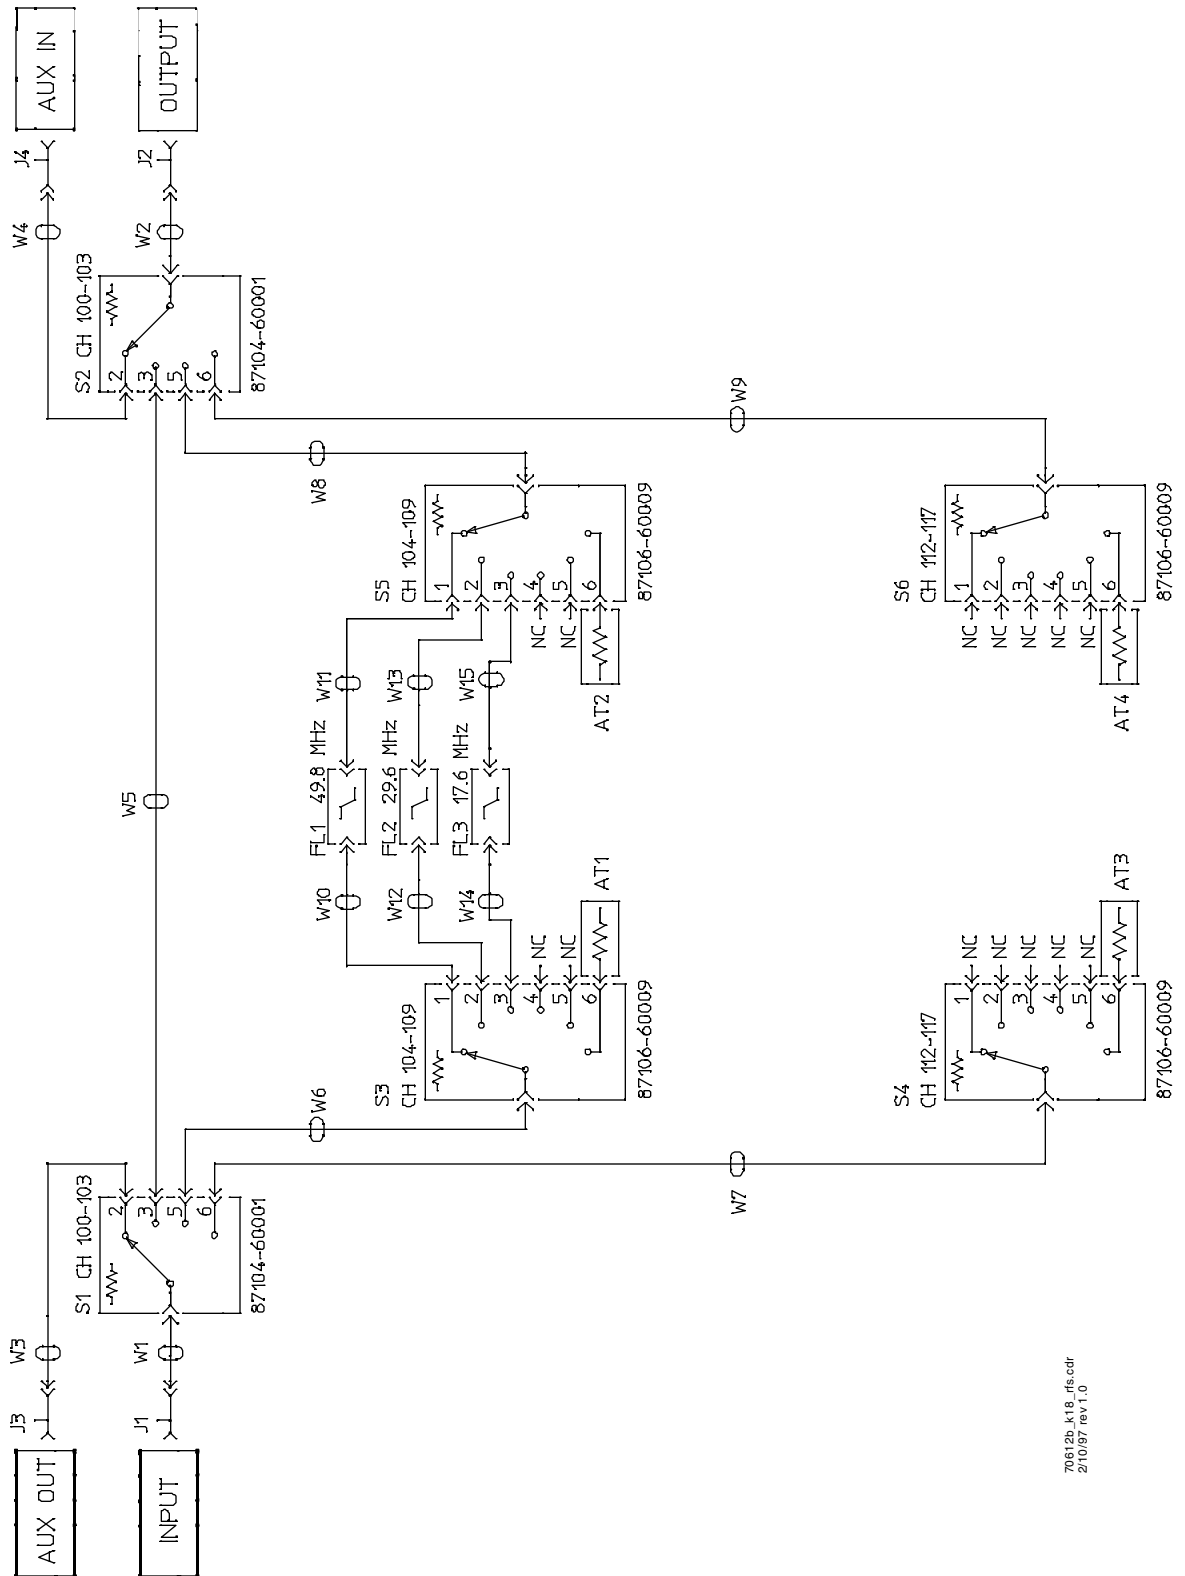 AUX IN
OUTPUT
J4
J2
W4
W2
S2 CH 100-103
2
3
5
6
87104-60001
W9
W8
S5
CH 104-109
1
2
3
4
5
6
NC
NC
87106-60009
AT2
S6
CH 112-117
1
2
3
4
5
6
NC
NC
NC
NC
NC
87106-60009
AT4
W11
W13
W15
FL1 49.8 MHz
FL2 29.6 MHz
FL3 17.6 MHz
W5
W10
W12
W14
AT1
NC
NC
1
2
3
4
5
6
S3
CH 104-109
87106-60009
AT3
NC
NC
NC
NC
NC
1
2
3
4
5
6
S4
CH 112-117
87106-60009
W6
W7
S1 CH 100-103
2
3
5
6
87104-60001
W3
W1
J3
J1
AUX OUT
INPUT
70612b_k18_rfs.cdr
2/10/97 rev 1.0